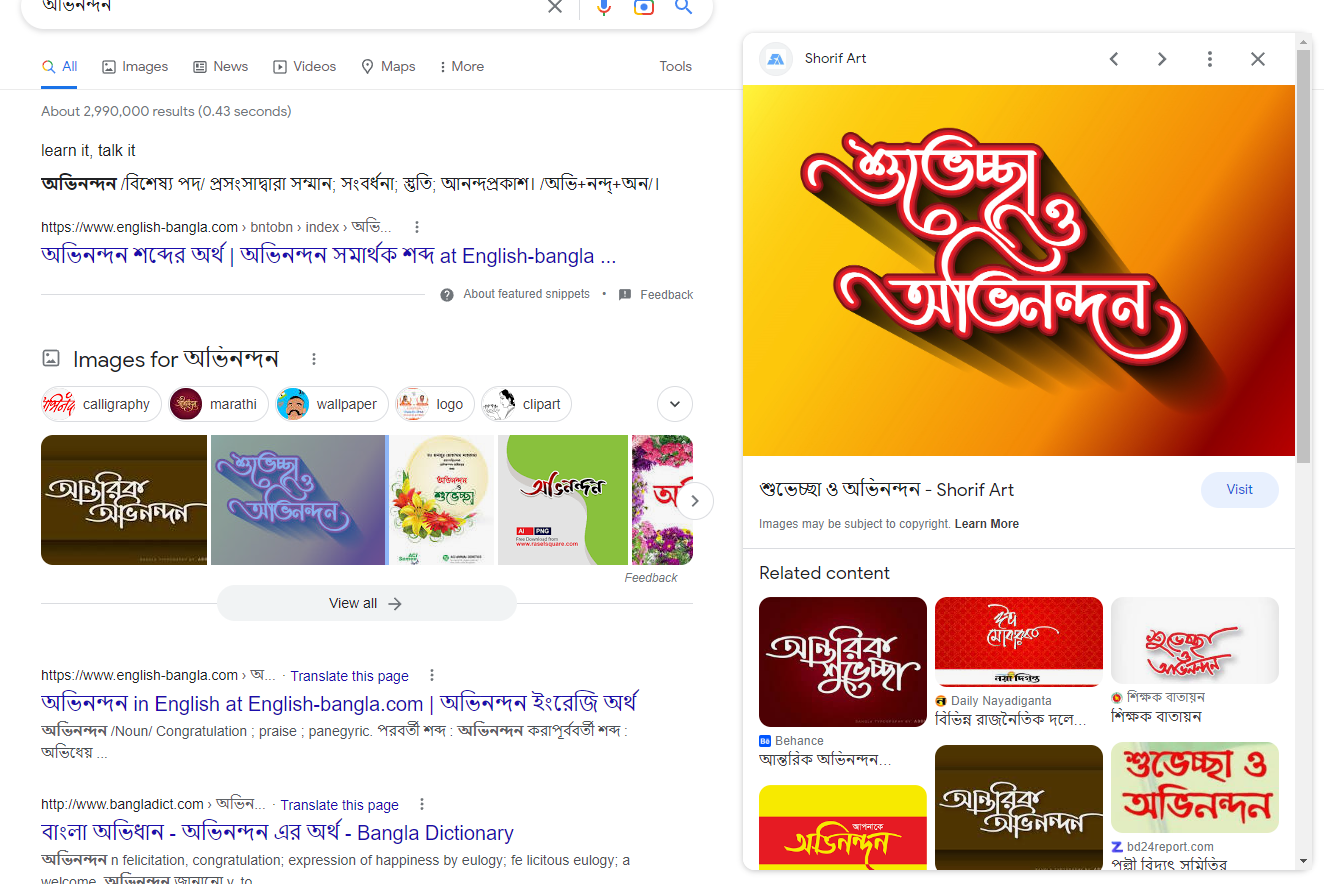 অভিনন্দন
All
Images
News
Videos
Maps
More
Tools
About 2,990,000 results (0.43 seconds)
learn it, talk it
অভিনন্দন /বিশেষ্য পদ/ প্রসংসাদ্বারা সম্মান; সংবর্ধনা; স্তুতি; আনন্দপ্রকাশ। /অভি+নন্দ্+অন/।
https://www.english-bangla.com › bntobn › index › অভি...
অভিনন্দন শব্দের অর্থ | অভিনন্দন সমার্থক শব্দ at English-bangla ...
About featured snippets • Feedback
Images for অভিনন্দন
calligraphy
marathi
wallpaper
logo
clipart
আন্তরিক
অভিনন্দন
শুভেচ্ছা
ও
অভিনন্দন
অভিনন্দন
ও
শুভেচ্ছা
অভিনন্দন
Ai PNG
Free Download from
www.raselsquare.com
Feedback
View all
https://www.english-bangla.com › অ... · Translate this page
অভিনন্দন in English at English-bangla.com | অভিনন্দন ইংরেজি অর্থ
অভিনন্দন /Noun/ Congratulation ; praise ; panegyric. পরবর্তী শব্দ : অভিনন্দন করাপূর্ববর্তী শব্দ :
অভিধেয় ...
http://www.bangladict.com › অভিন... · Translate this page
বাংলা অভিধান - অভিনন্দন এর অর্থ - Bangla Dictionary
অভিনন্দন n felicitation, congratulation; expression of happiness by eulogy; fe licitous eulogy; a
welcome. অভিনন্দন জানানো v. to
Shorif Art
শুভেচ্ছা
ও
অভিনন্দন
শুভেচ্ছা ও অভিনন্দন - Shorif Art
Visit
Images may be subject to copyright. Learn More
Related content
আন্তরিক
শুভেচ্ছা
Behance
আন্তরিক অভিনন্দন...
আপনাকে
অভিনন্দন
ঈদ
মোবারক
নয়া দিগন্ত
Daily Nayadiganta
বিভিন্ন রাজনৈতিক দলে...
আন্তরিক
অভিনন্দন
শুভেচ্ছা
ও
অভিনন্দন
শিক্ষক বাতায়ন
শিক্ষক বাতায়ন
শুভেচ্ছা ও
অভিনন্দন
bd24report.com
পল্লী বিদ্যুৎ সমিতির